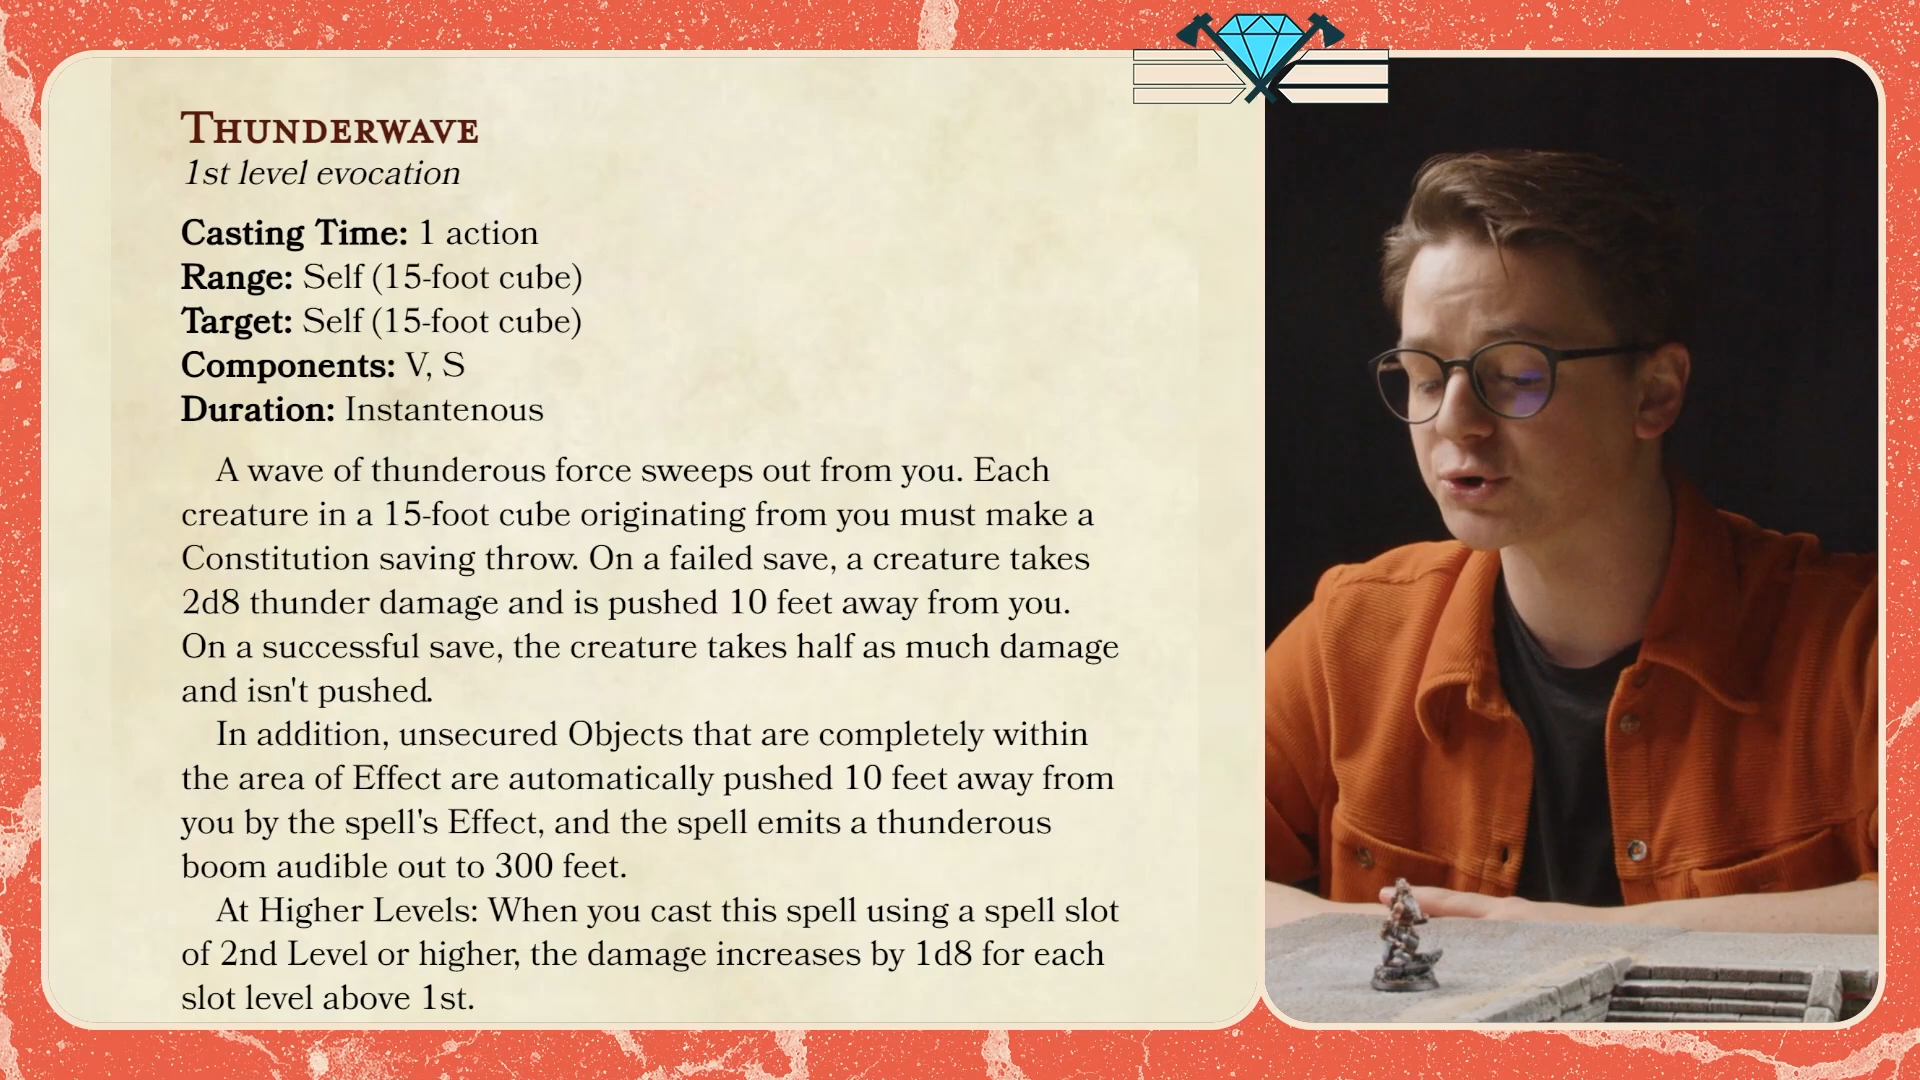 Thunderwave
1st level evocation
Casting Time: 1 action
Range: Self (15-foot cube)
Target: Self (15-foot cube)
Components: V, S
Duration: Instantenous
A wave of thunderous force sweeps out from you. Each
creature in a 15-foot cube originating from you must make a
Constitution saving throw. On a failed save, a creature takes
2d8 thunder damage and is pushed 10 feet away from you.
On a successful save, the creature takes half as much damage
and isn't pushed.
In addition, unsecured Objects that are completely within
the area of Effect are automatically pushed 10 feet away from
you by the spell's Effect, and the spell emits a thunderous
boom audible out to 300 feet.
At Higher Levels: When you cast this spell using a spell slot
of 2nd Level or higher, the damage increases by 1d8 for each
slot level above 1st.